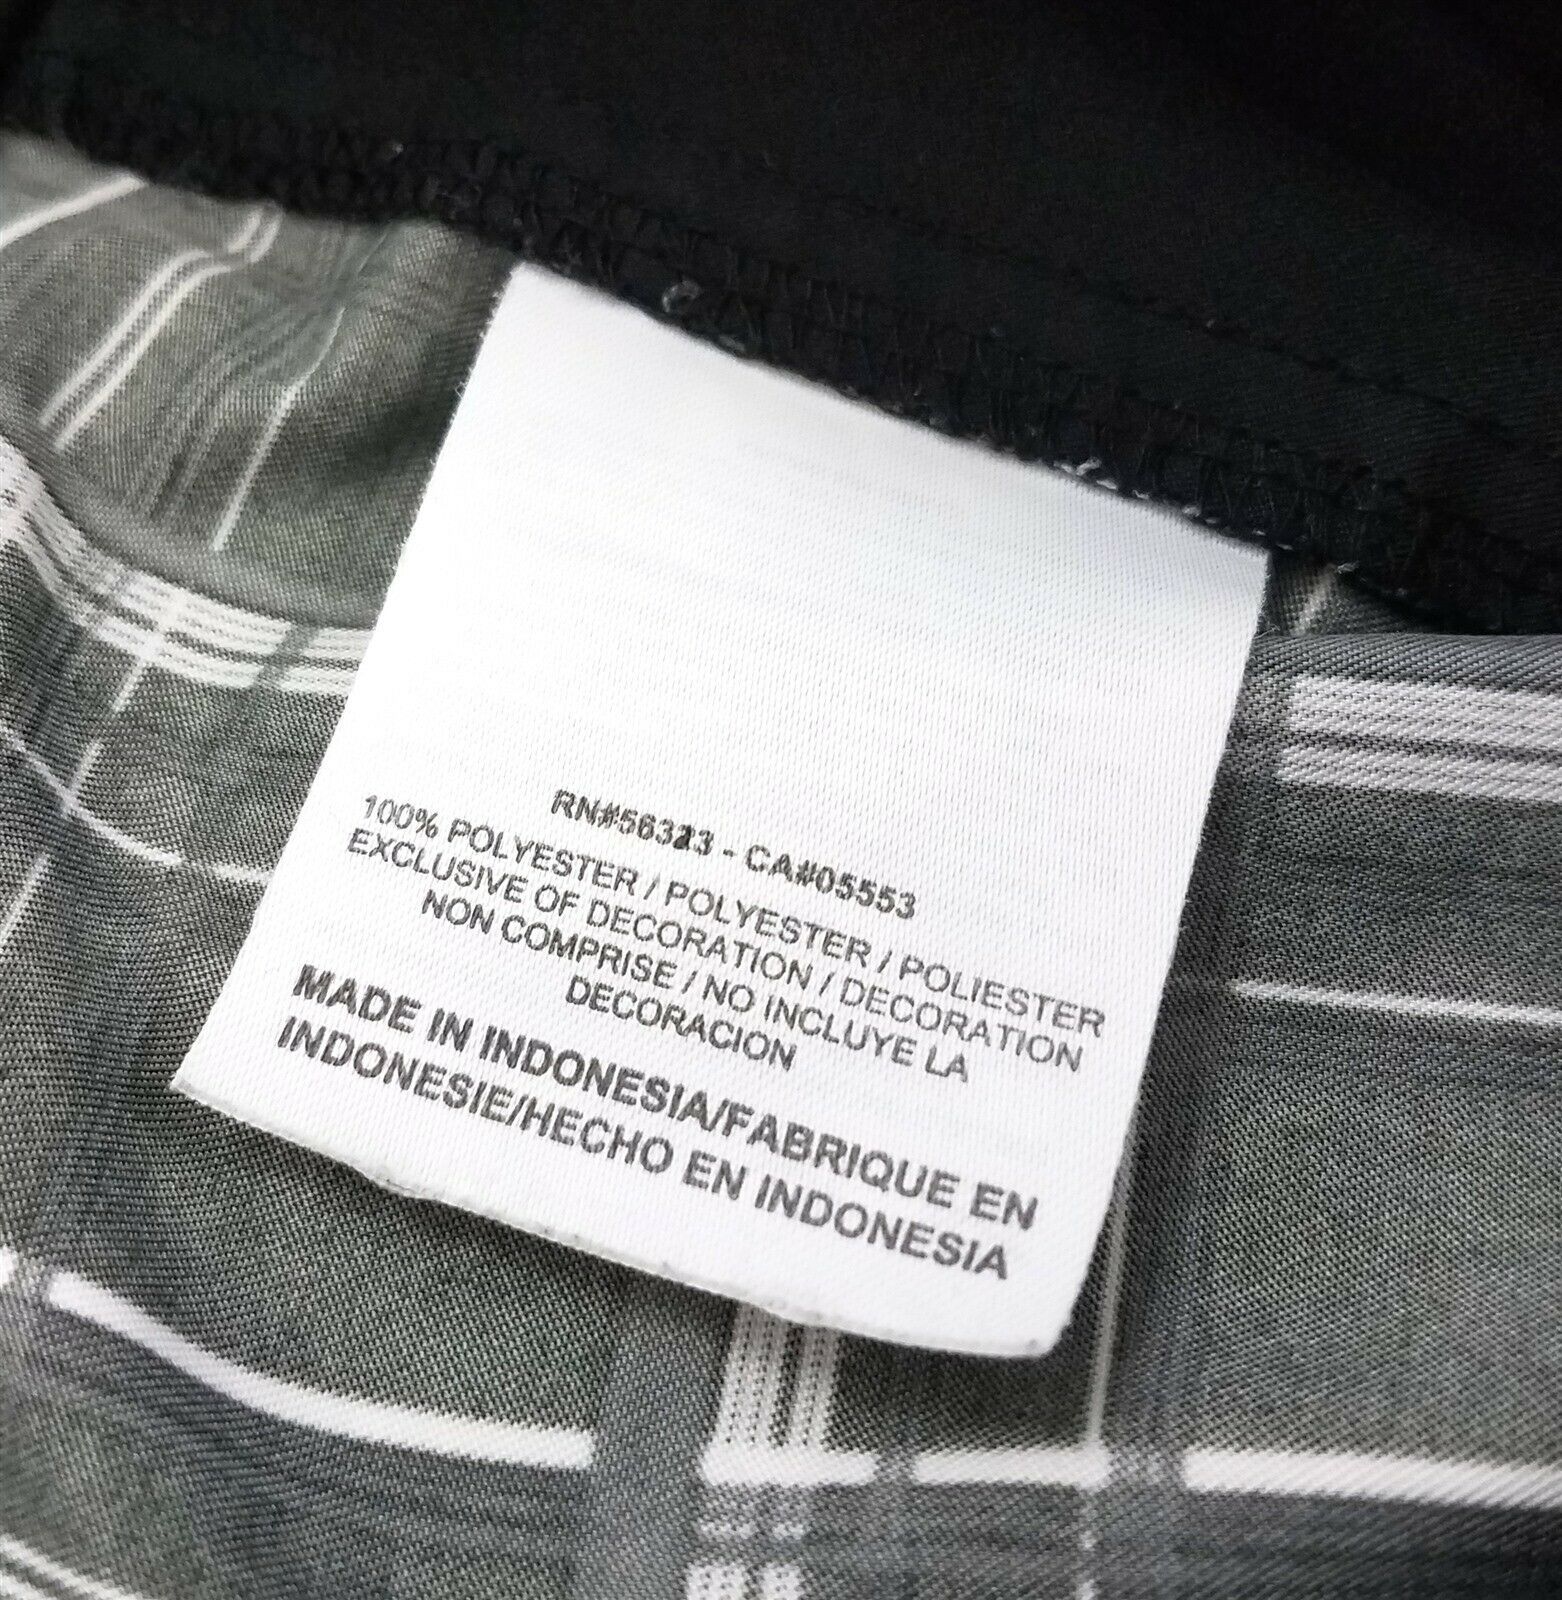 RN#56323 - CA#05553
100% POLYESTER / POLYESTER / POLIESTER
EXCLUSIVE OF DECORATION / DECORATION
NON COMPRISE / NO INCLUYE LA
DECORACION
MADE IN INDONESIA/FABRIQUE EN
INDONESIE/HECHO EN INDONESIA